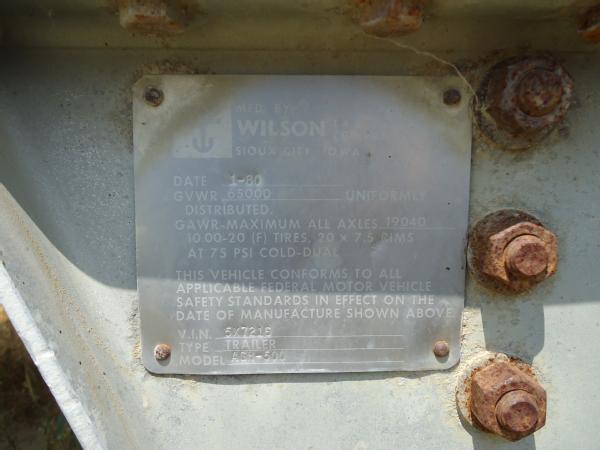 MFD. BY
WILSON
SIOUX CITY, IOWA
DATE 1-80
GVWR 65000 UNIFORMLY
DISTRIBUTED.
GAWR-MAXIMUM ALL AXLES 19040
10.00-20 (F) TIRES, 20 x 7.5 RIMS
AT 75 PSI COLD-DUAL
THIS VEHICLE CONFORMS TO ALL
APPLICABLE FEDERAL MOTOR VEHICLE
SAFETY STANDARDS IN EFFECT ON THE
DATE OF MANUFACTURE SHOWN ABOVE.
V.I.N.
TYPE TRAILER
MODEL ASH-500